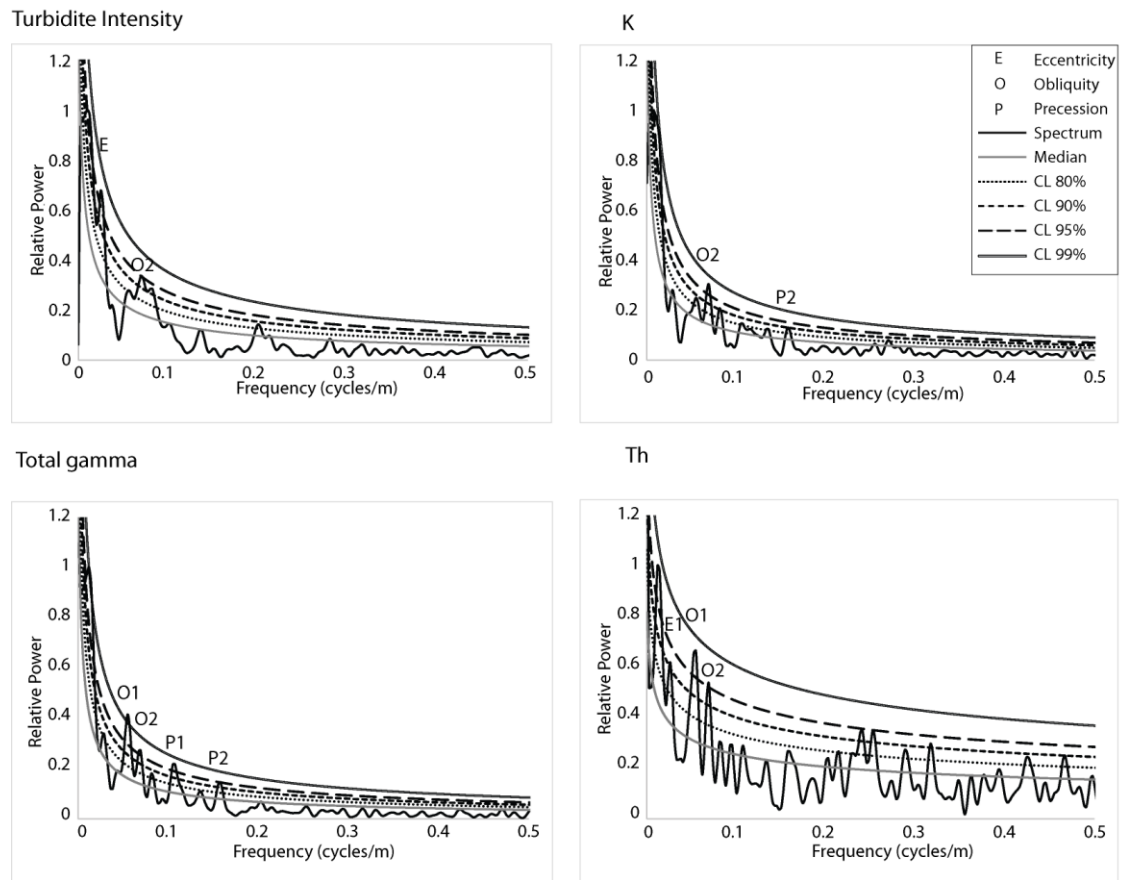 Turbidite Intensity
1.2
1
0.8
0.6
0.4
0.2
0
Relative Power
E
O2
0 0.1 0.2 0.3 0.4 0.5
Frequency (cycles/m)
K
1.2
1
0.8
0.6
0.4
0.2
0
Relative Power
O2
P2
0 0.1 0.2 0.3 0.4 0.5
Frequency (cycles/m)
E Eccentricity
O Obliquity
P Precession
Spectrum
Median
CL 80%
CL 90%
CL 95%
CL 99%
Total gamma
1.2
1
0.8
0.6
0.4
0.2
0
Relative Power
O1
O2
P1
P2
0 0.1 0.2 0.3 0.4 0.5
Frequency (cycles/m)
Th
1.2
1
0.8
0.6
0.4
0.2
0
Relative Power
E1
O1
O2
0 0.1 0.2 0.3 0.4 0.5
Frequency (cycles/m)